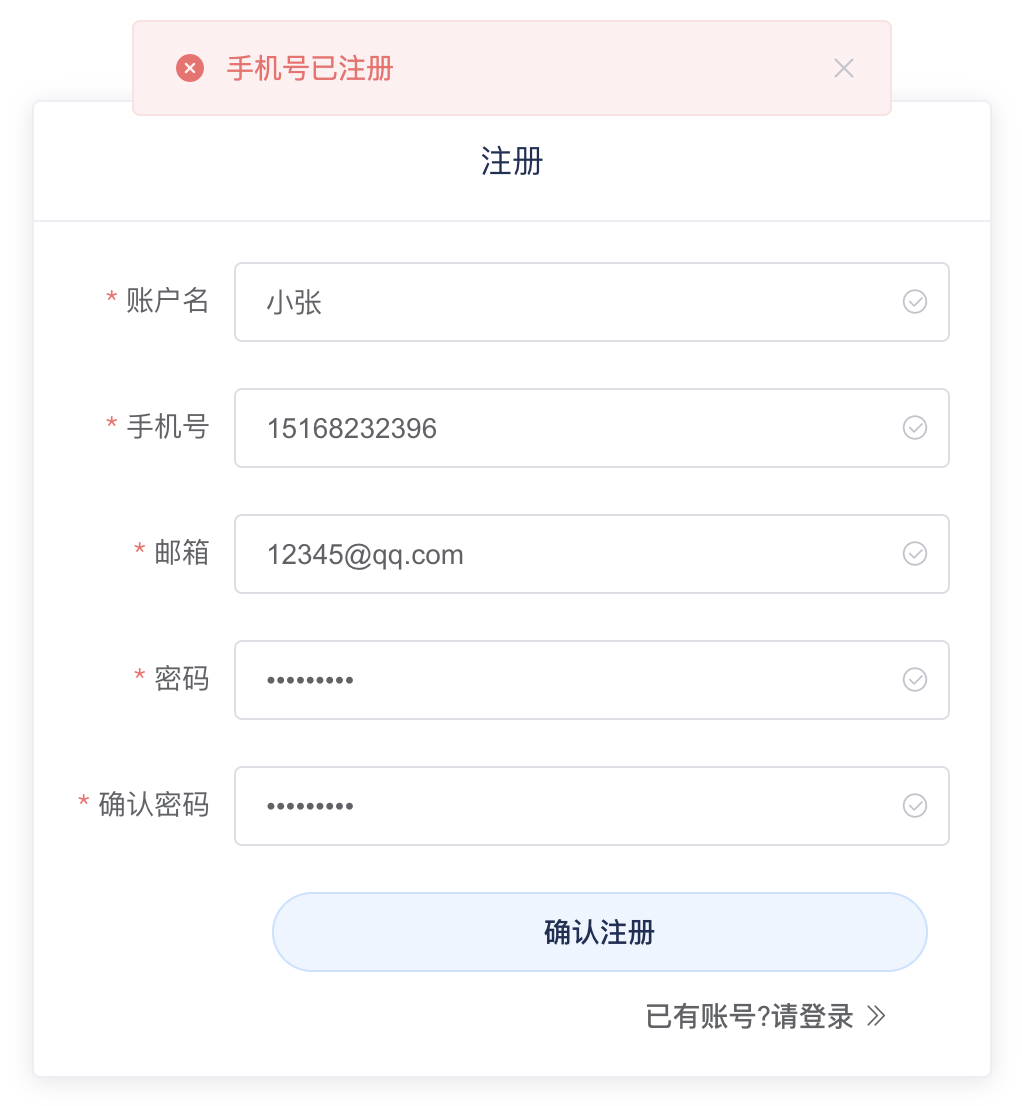 手机号已注册
注册
* 账户名 小张
* 手机号 15168232396
* 邮箱 12345@qq.com
* 密码 •••••••••
* 确认密码 •••••••••
确认注册
已有账号?请登录